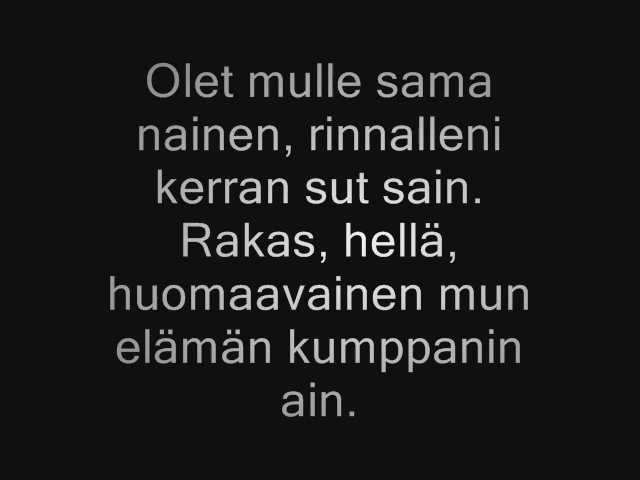 Olet mulle sama
nainen, rinnalleni
kerran sut sain.
Rakas, hellä,
huomaavainen mun
elämän kumppanin
ain.